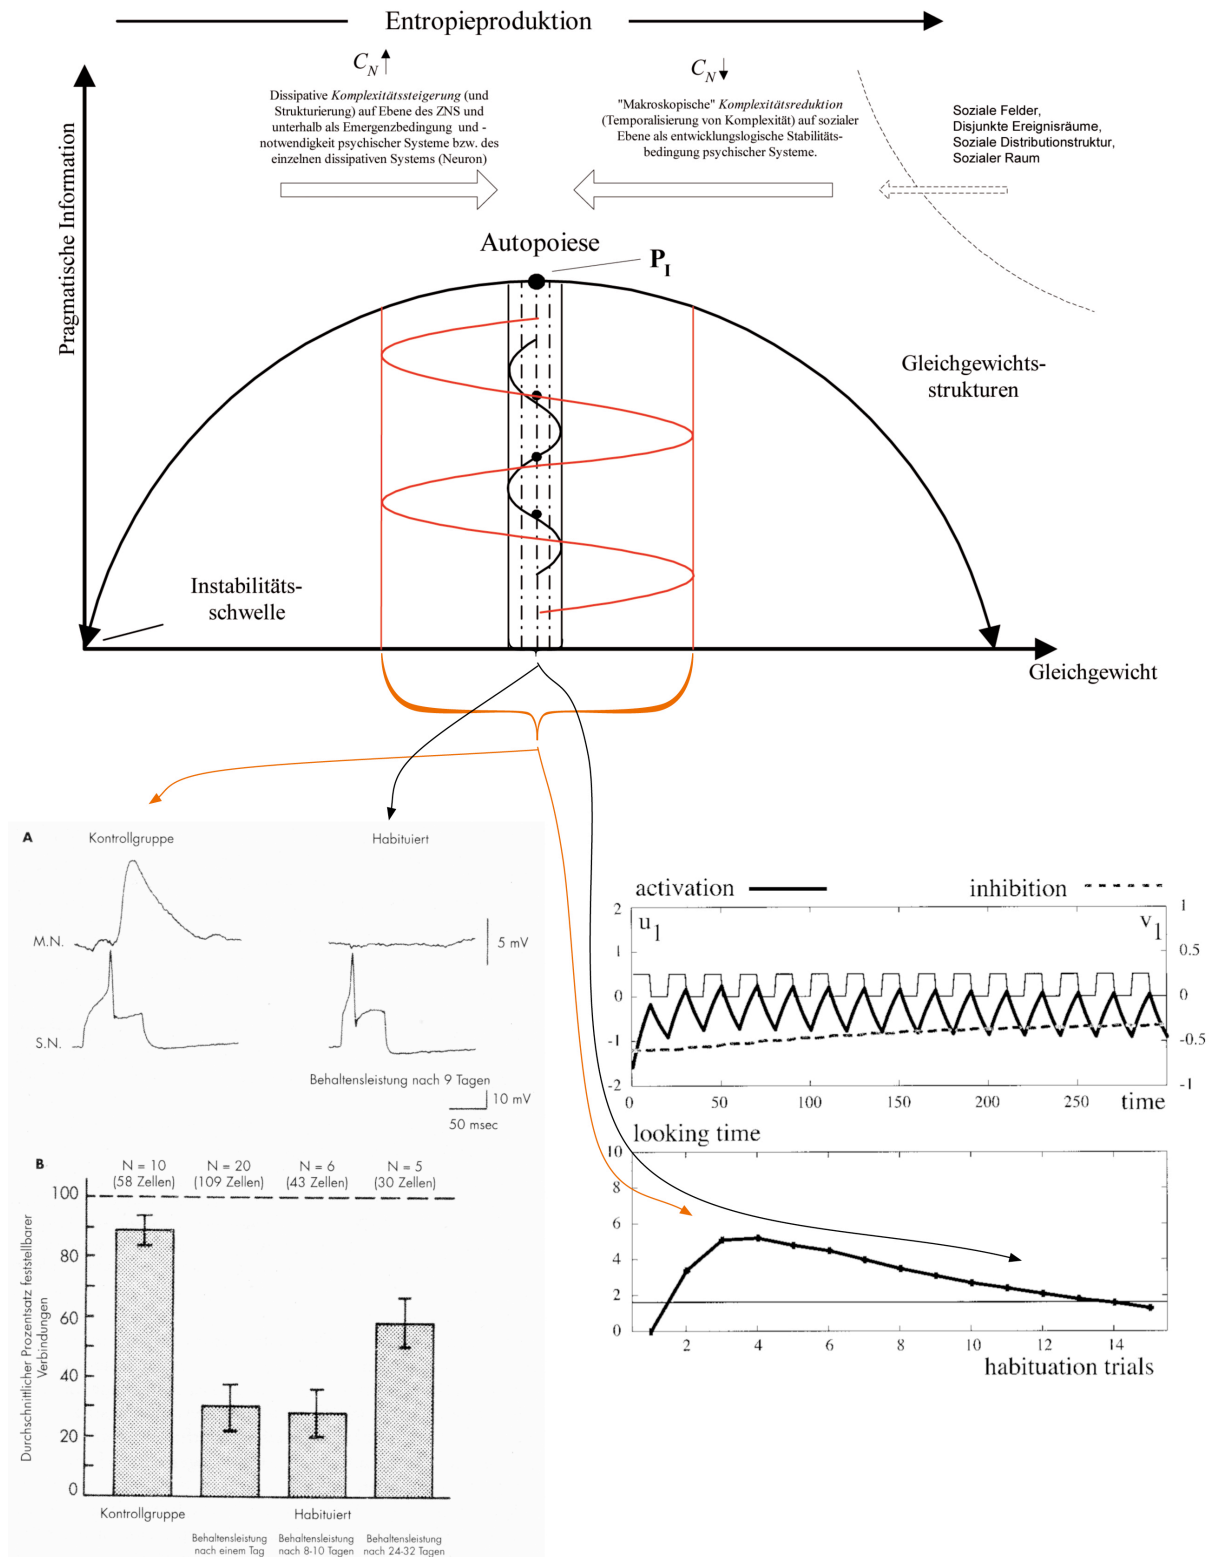 Entropieproduktion
C_N↑
Dissipative Komplexitätssteigerung (und
Strukturierung) auf Ebene des ZNS und
unterhalb als Emergenzbedingung und -
notwendigkeit psychischer Systeme bzw. des
einzelnen dissipativen Systems (Neuron)
C_N↓
"Makroskopische" Komplexitätsreduktion
(Temporalisierung von Komplexität) auf sozialer
Ebene als entwicklungslogische Stabilitäts-
bedingung psychischer Systeme.
Soziale Felder,
Disjunkte Ereignisräume,
Soziale Distributionstruktur,
Sozialer Raum
Pragmatische Information
Autopoiese
P_I
Gleichgewichts-
strukturen
Instabilitäts-
schwelle
Gleichgewicht
A
Kontrollgruppe
Habituiert
M.N.
5 mV
S.N.
Behaltensleistung nach 9 Tagen
10 mV
50 msec
B
N = 10
(58 Zellen)
N = 20
(109 Zellen)
N = 6
(43 Zellen)
N = 5
(30 Zellen)
Durchschnittlicher Prozentsatz feststellbarer
Verbindungen
100
80
60
40
20
0
Kontrollgruppe
Habituiert
Behaltensleistung
nach einem Tag
Behaltensleistung
nach 8-10 Tagen
Behaltensleistung
nach 24-32 Tagen
activation
inhibition
u_1
v_1
2
1
0
-1
-2
1
0.5
0
-0.5
-1
0 50 100 150 200 250 time
looking time
10
8
6
4
2
0
2 4 6 8 10 12 14
habituation trials